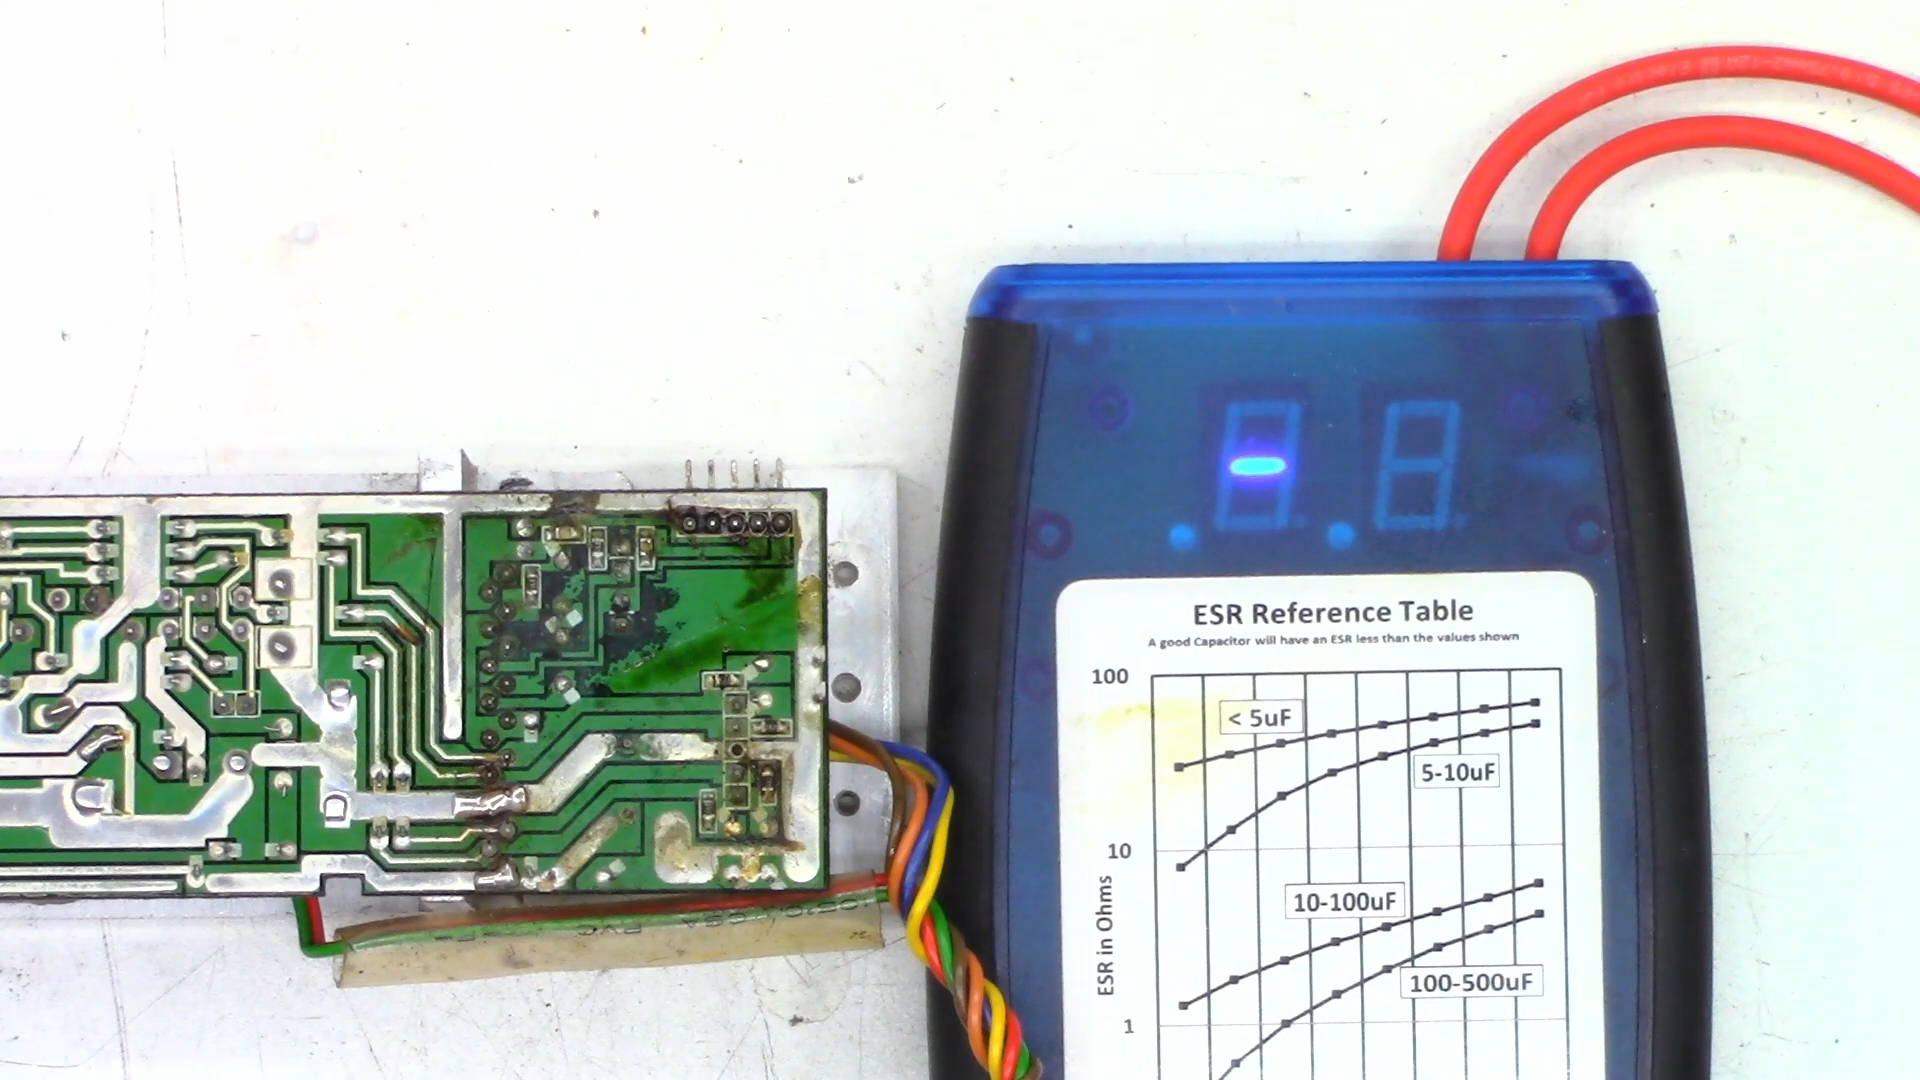 ESR Reference Table
A good Capacitor will have an ESR less than the values shown
100
< 5uF
5-10uF
10
10-100uF
ESR in Ohms
100-500uF
1